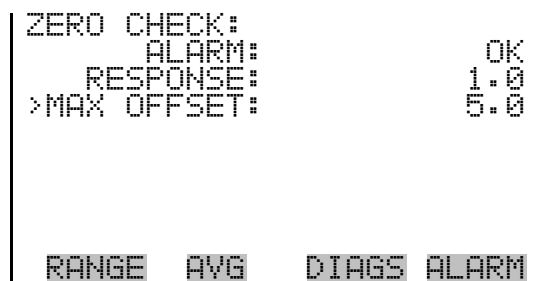 ZERO CHECK:
ALARM: OK
RESPONSE: 1.0
>MAX OFFSET: 5.0
RANGE AVG DIAGS ALARM